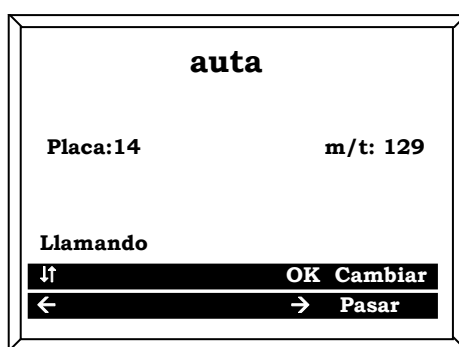 auta
Placa:14 m/t: 129
Llamando
↓↑ OK Cambiar
← → Pasar